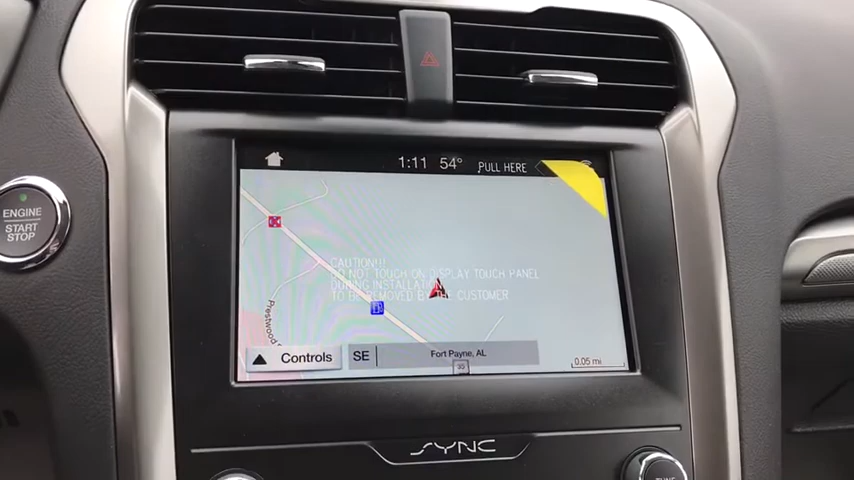 1:11 54° PULL HERE
ENGINE
START
STOP
CAUTION!!!
DO NOT TOUCH ON DISPLAY TOUCH PANEL
DURING INSTALLATION
TO BE REMOVED BY THE CUSTOMER
Prestwood
Controls
SE
Fort Payne, AL
35
0.05 mi
SYNC
TUNE